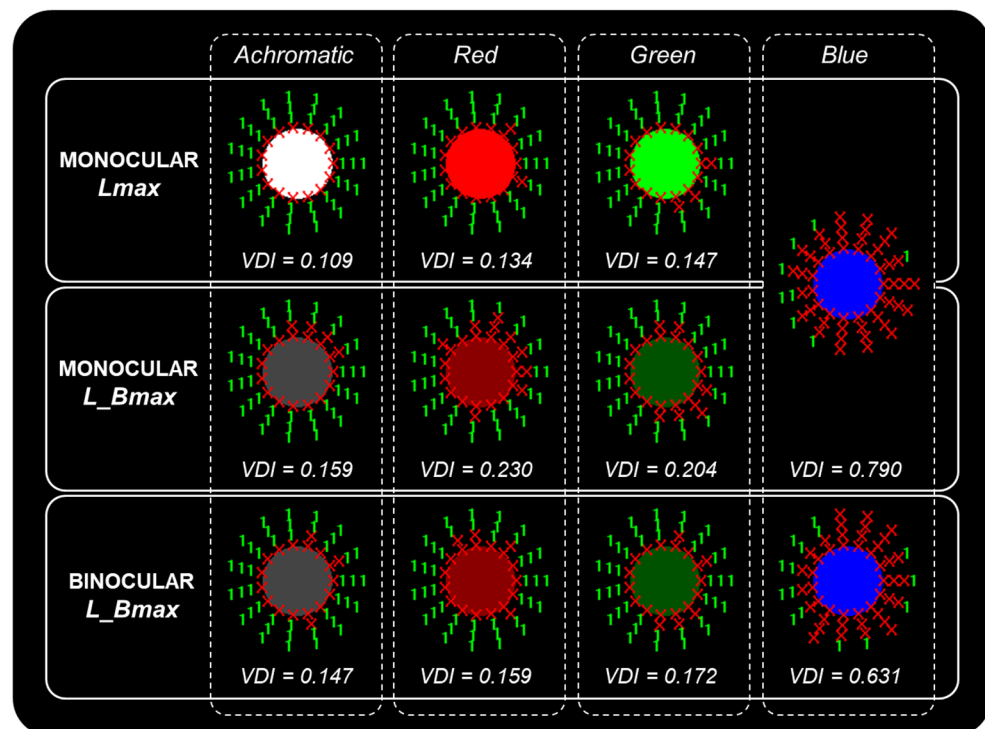 Achromatic Red Green Blue
MONOCULAR
Lmax
VDI = 0.109 VDI = 0.134 VDI = 0.147
MONOCULAR
L_Bmax
VDI = 0.159 VDI = 0.230 VDI = 0.204 VDI = 0.790
BINOCULAR
L_Bmax
VDI = 0.147 VDI = 0.159 VDI = 0.172 VDI = 0.631